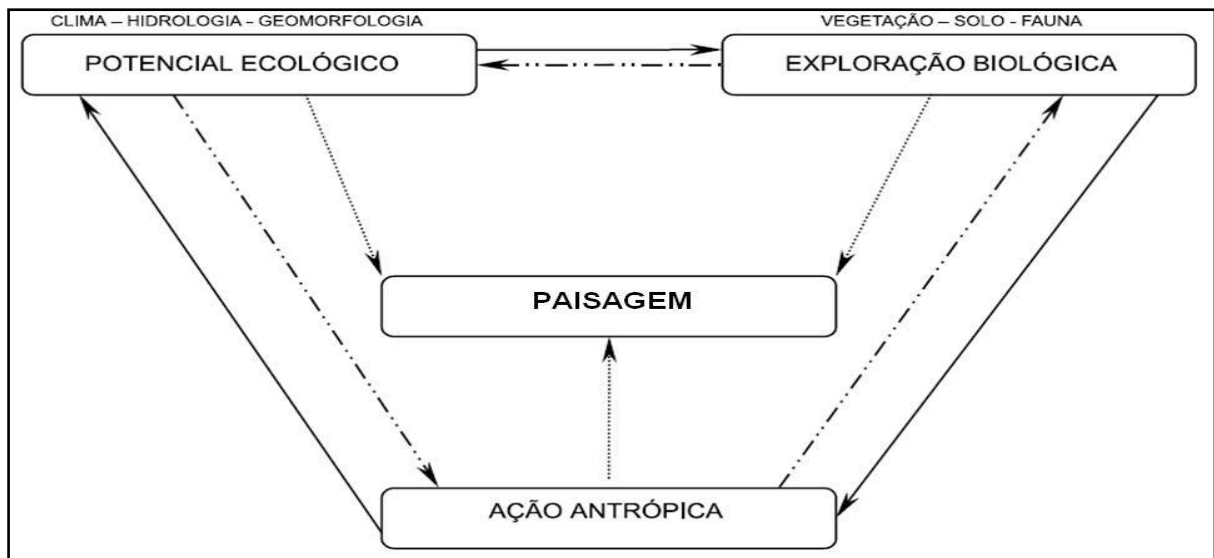 CLIMA – HIDROLOGIA - GEOMORFOLOGIA
VEGETAÇÃO – SOLO - FAUNA
POTENCIAL ECOLÓGICO
EXPLORAÇÃO BIOLÓGICA
PAISAGEM
AÇÃO ANTRÓPICA